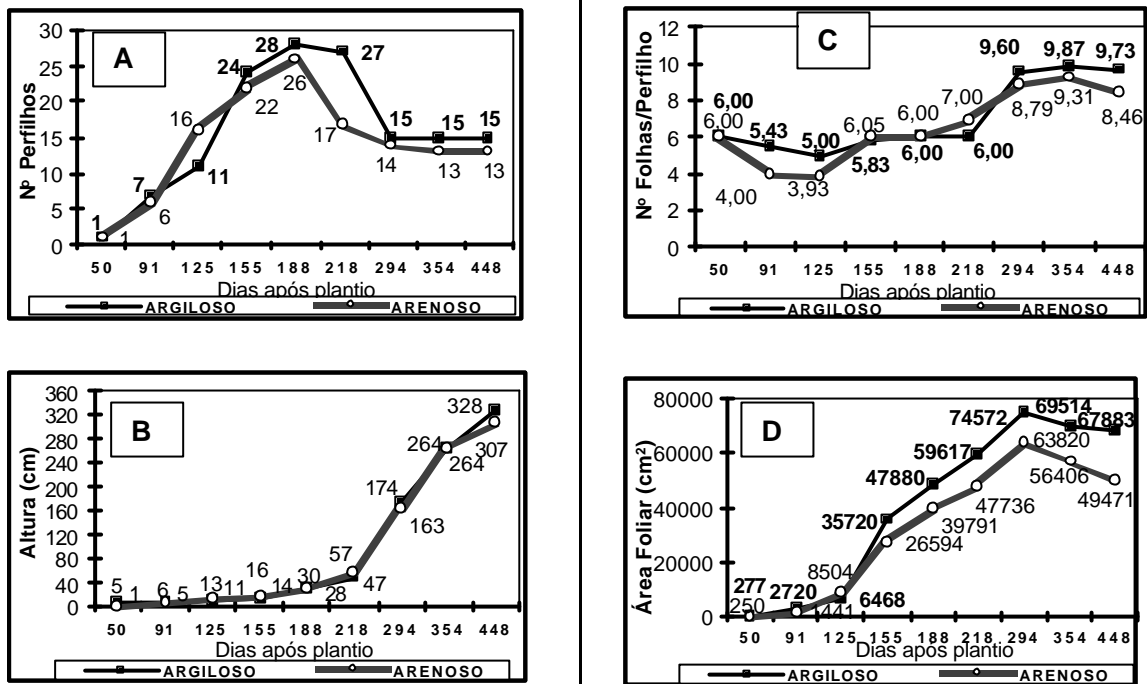 A
Nº Perfilhos
30
25
20
15
10
5
0
1 7 11 24 28 27 15 15 15
1 6 16 22 26 17 14 13 13
50 91 125 155 188 218 294 354 448
Dias após plantio
ARGILOSO ARENOSO
B
Altura (cm)
360
320
280
240
200
160
120
80
40
0
5 1 6 5 13 11 16 14 30 28 57 47 174 163 264 264 328 307
50 91 125 155 188 218 294 354 448
Dias após plantio
ARGILOSO ARENOSO
C
Nº Folhas/Perfilho
12
10
8
6
4
2
0
6,00 5,43 5,00 5,83 6,00 6,00 9,60 9,87 9,73
6,00 4,00 3,93 6,05 6,00 7,00 8,79 9,31 8,46
50 91 125 155 188 218 294 354 448
Dias após plantio
ARGILOSO ARENOSO
D
Área Foliar (cm²)
80000
60000
40000
20000
0
277 2720 6468 35720 47880 59617 74572 69514 67883
250 8504 26594 39791 47736 63820 56406 49471
50 91 125 155 188 218 294 354 448
Dias após plantio
ARGILOSO ARENOSO